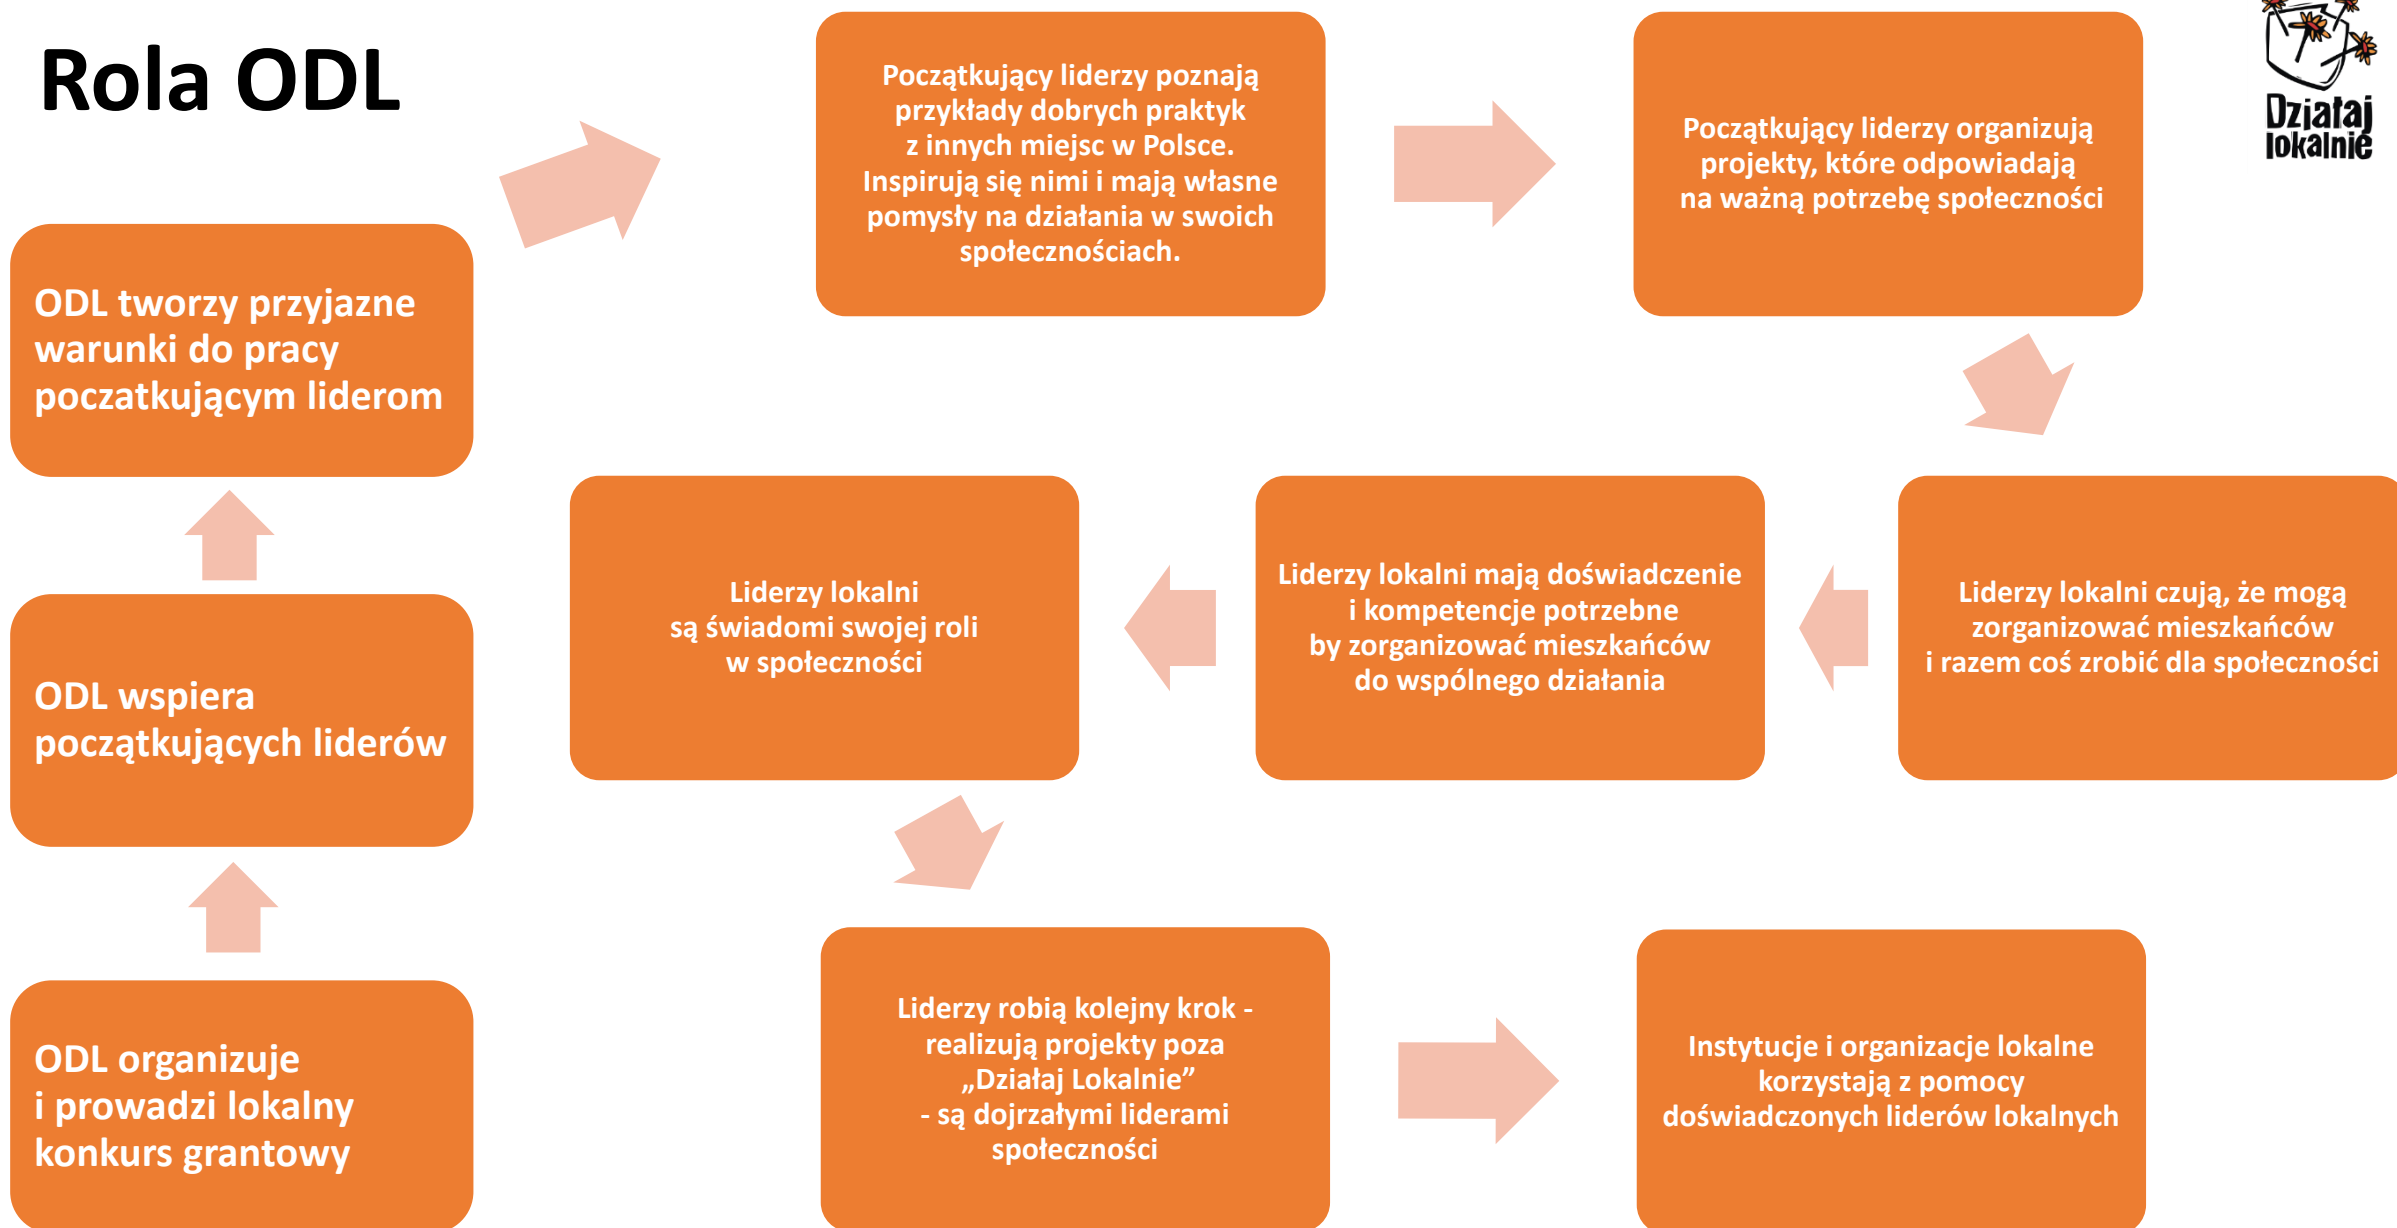 Rola ODL
Działaj
lokalnie
ODL tworzy przyjazne
warunki do pracy
poczatkującym liderom
ODL wspiera
początkujących liderów
ODL organizuje
i prowadzi lokalny
konkurs grantowy
Początkujący liderzy poznają
przykłady dobrych praktyk
z innych miejsc w Polsce.
Inspirują się nimi i mają własne
pomysły na działania w swoich
społecznościach.
Początkujący liderzy organizują
projekty, które odpowiadają
na ważną potrzebę społeczności
Liderzy lokalni czują, że mogą
zorganizować mieszkańców
i razem coś zrobić dla społeczności
Liderzy lokalni mają doświadczenie
i kompetencje potrzebne
by zorganizować mieszkańców
do wspólnego działania
Liderzy lokalni
są świadomi swojej roli
w społeczności
Liderzy robią kolejny krok -
realizują projekty poza
„Działaj Lokalnie”
- są dojrzałymi liderami
społeczności
Instytucje i organizacje lokalne
korzystają z pomocy
doświadczonych liderów lokalnych